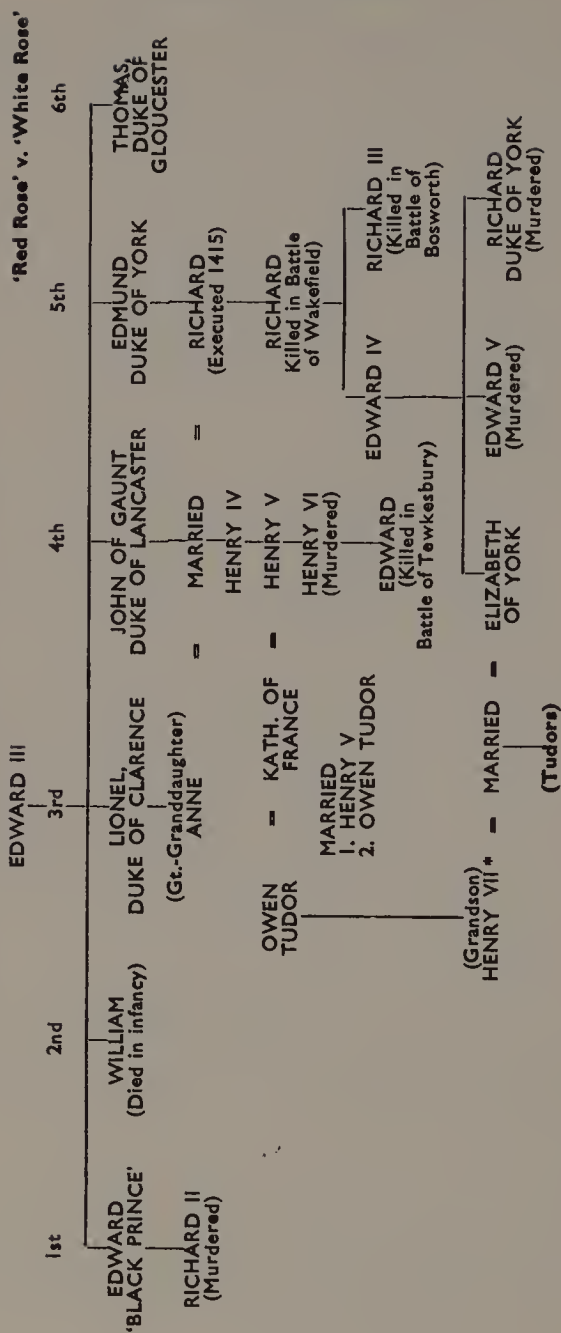 'Red Rose' v. 'White Rose'
EDWARD III
1st
2nd
3rd
4th
5th
6th
EDWARD
'BLACK PRINCE'
WILLIAM
(Died in infancy)
LIONEL,
DUKE OF CLARENCE
JOHN OF GAUNT
DUKE OF LANCASTER
EDMUND
DUKE OF YORK
THOMAS,
DUKE OF
GLOUCESTER
RICHARD II
(Murdered)
(Gt.-Granddaughter)
ANNE
= MARRIED =
RICHARD
(Executed 1415)
HENRY IV
OWEN
TUDOR
= KATH. OF
FRANCE
= HENRY V
RICHARD
Killed in Battle
of Wakefield)
MARRIED
1. HENRY V
2. OWEN TUDOR
HENRY VI
(Murdered)
EDWARD
(Killed in
Battle of Tewkesbury)
EDWARD IV
RICHARD III
(Killed in
Battle of
Bosworth)
(Grandson)
HENRY VII *
= MARRIED =
ELIZABETH
OF YORK
EDWARD V
(Murdered)
RICHARD
DUKE OF YORK
(Murdered)
(Tudors)